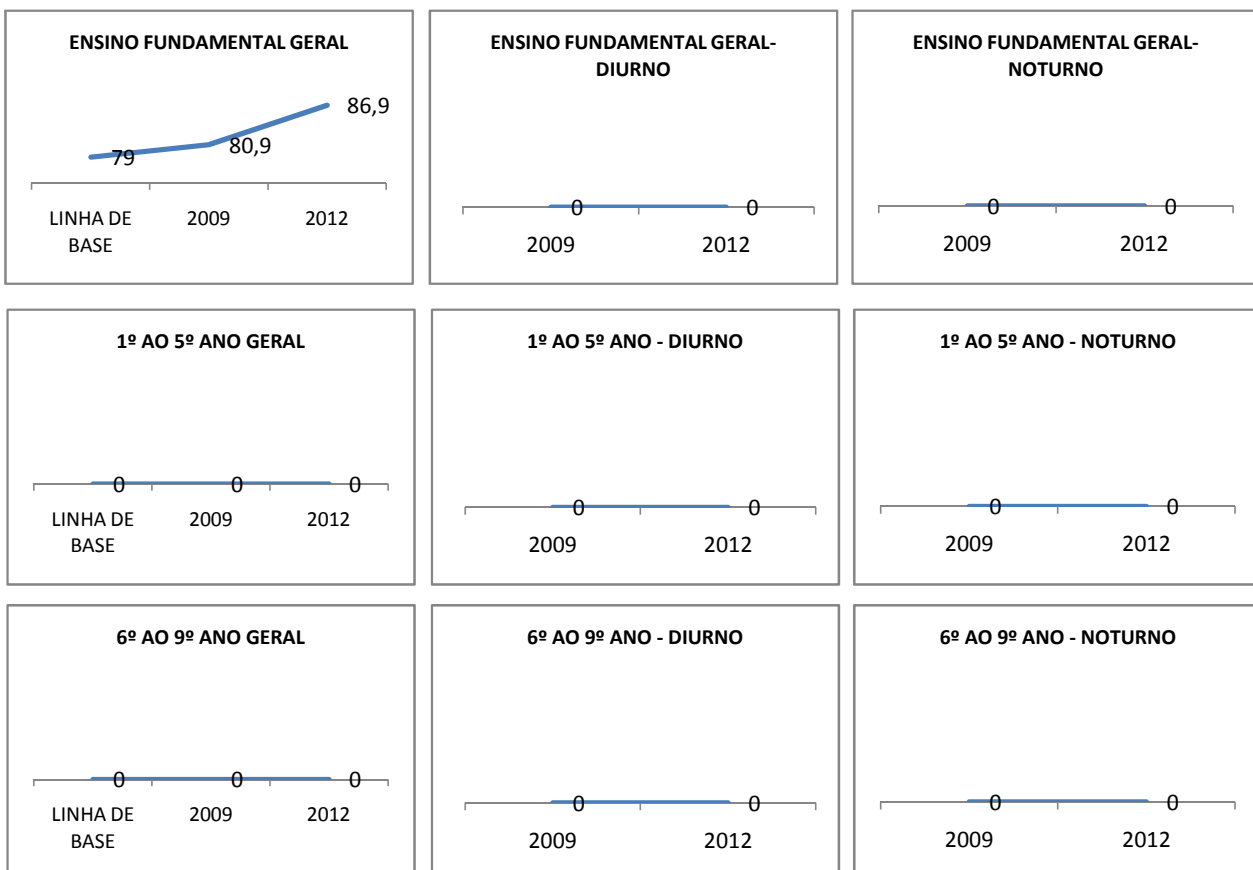 ENSINO FUNDAMENTAL GERAL
86,9
79
80,9
LINHA DE
BASE
2009
2012
ENSINO FUNDAMENTAL GERAL-
DIURNO
0
0
2009
2012
ENSINO FUNDAMENTAL GERAL-
NOTURNO
0
0
2009
2012
1º AO 5º ANO GERAL
0
0
0
LINHA DE
BASE
2009
2012
1º AO 5º ANO - DIURNO
0
0
2009
2012
1º AO 5º ANO - NOTURNO
0
0
2009
2012
6º AO 9º ANO GERAL
0
0
0
LINHA DE
BASE
2009
2012
6º AO 9º ANO - DIURNO
0
0
2009
2012
6º AO 9º ANO - NOTURNO
0
0
2009
2012